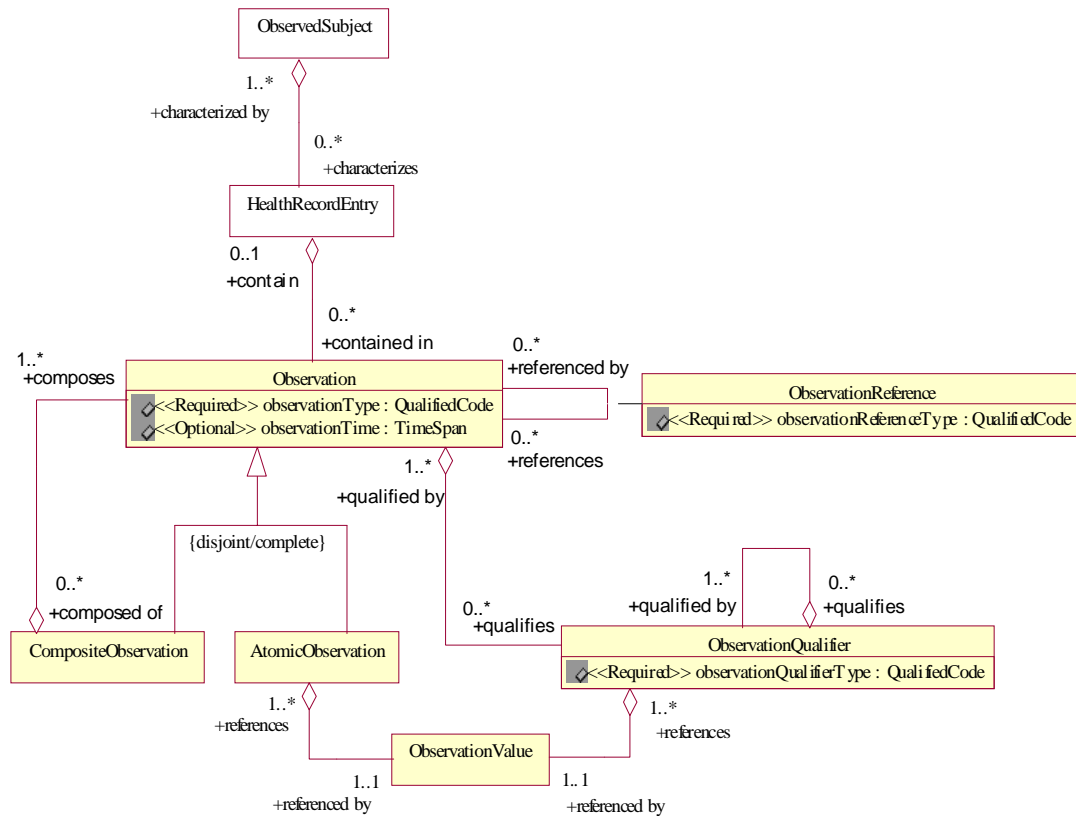 ObservedSubject
1..*
+characterized by
0..*
+characterizes
HealthRecordEntry
0..1
+contain
0..*
+contained in
1..*
+composes
0..*
+referenced by
Observation
<<Required>> observationType : QualifiedCode
<<Optional>> observationTime : TimeSpan
ObservationReference
<<Required>> observationReferenceType : QualifiedCode
0..*
+references
1..*
+qualified by
{disjoint/complete}
0..*
+composed of
1..*
+qualified by
0..*
+qualifies
0..*
+qualifies
CompositeObservation
AtomicObservation
ObservationQualifier
<<Required>> observationQualifierType : QualifiedCode
1..*
+references
1..*
+references
ObservationValue
1..1
+referenced by
1..1
+referenced by